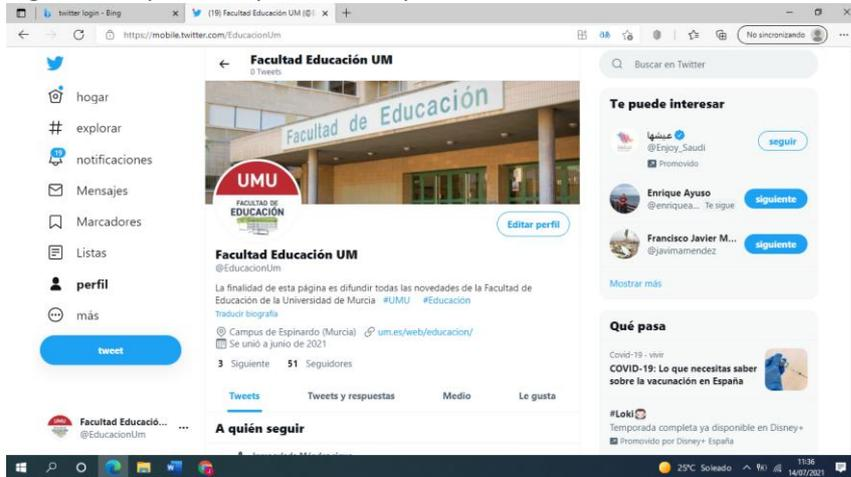 twitter login - Bing
(19) Facultad Educación UM (@
https://mobile.twitter.com/EducacionUm
No sincronizando
hogar
explorar
19
notificaciones
Mensajes
Marcadores
Listas
perfil
más
tweet
Facultad Educació...
@EducacionUm
Facultad Educación UM
0 Tweets
Facultad de Educación
UMU
FACULTAD DE
EDUCACIÓN
Editar perfil
Facultad Educación UM
@EducacionUm
La finalidad de esta página es difundir todas las novedades de la Facultad de
Educación de la Universidad de Murcia #UMU #Educación
Traducir biografía
Campus de Espinardo (Murcia) um.es/web/educacion/
Se unió a junio de 2021
3 Siguiente 51 Seguidores
Tweets Tweets y respuestas Medio Le gusta
A quién seguir
Buscar en Twitter
Te puede interesar
عيشها
@Enjoy_Saudi
seguir
Promovido
Enrique Ayuso
@enriquea... Te sigue
siguiente
Francisco Javier M...
@javimamendez
siguiente
Mostrar más
Qué pasa
Covid-19 - vivir
COVID-19: Lo que necesitas saber
sobre la vacunación en España
#Loki
Temporada completa ya disponible en Disney+
Promovido por Disney+ España
25°C Soleado
11:36
14/07/2021